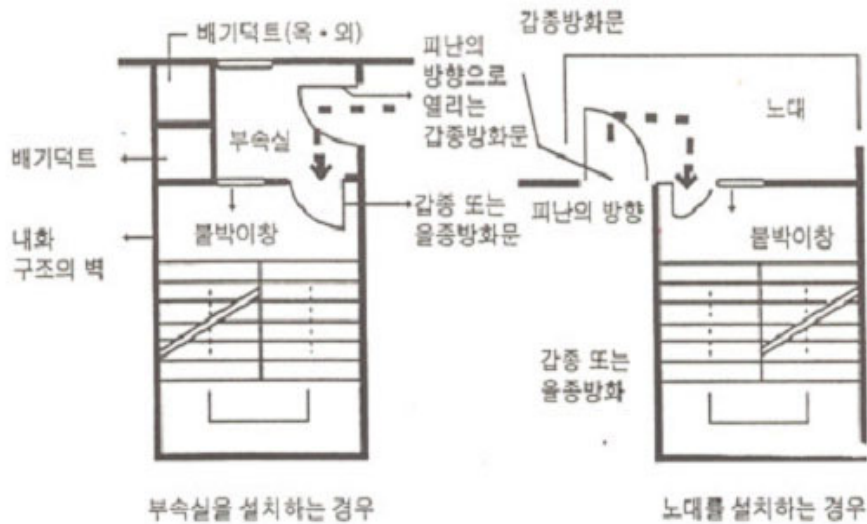 배기덕트(옥·외)
피난의
방향으로
열리는
갑종방화문
부속실
배기덕트
갑종 또는
을종방화문
붙박이창
내화
구조의 벽
부속실을 설치하는 경우
갑종방화문
노대
피난의 방향
붙박이창
갑종 또는
을종방화
노대를 설치하는 경우